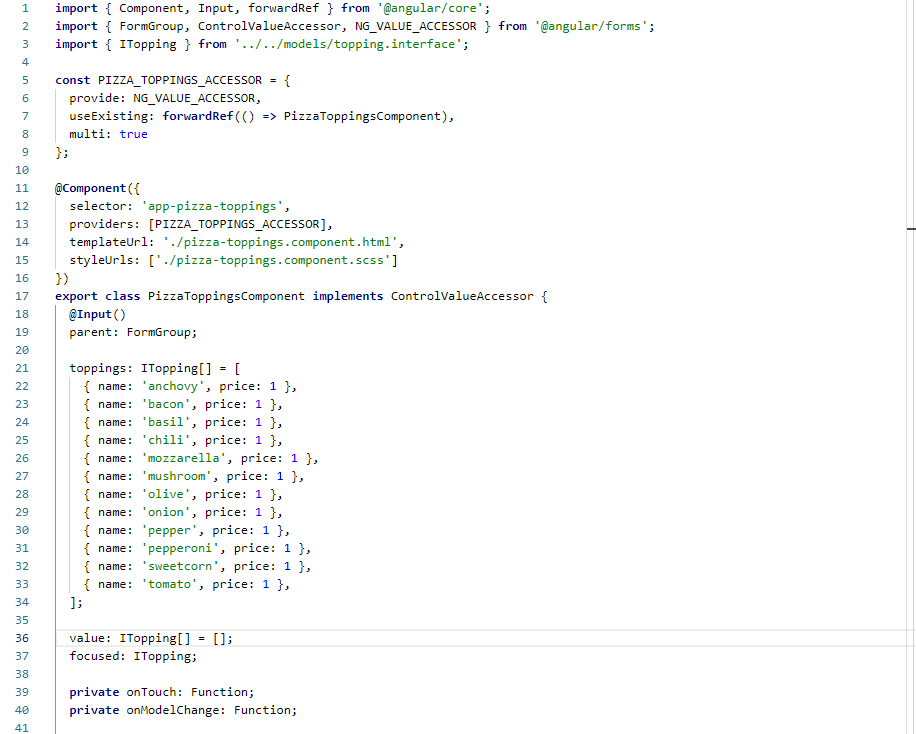 1 import { Component, Input, forwardRef } from '@angular/core';
2 import { FormGroup, ControlValueAccessor, NG_VALUE_ACCESSOR } from '@angular/forms';
3 import { ITopping } from '../../models/topping.interface';
4
5 const PIZZA_TOPPINGS_ACCESSOR = {
6   provide: NG_VALUE_ACCESSOR,
7   useExisting: forwardRef(() => PizzaToppingsComponent),
8   multi: true
9 };
10
11 @Component({
12   selector: 'app-pizza-toppings',
13   providers: [PIZZA_TOPPINGS_ACCESSOR],
14   templateUrl: './pizza-toppings.component.html',
15   styleUrls: ['./pizza-toppings.component.scss']
16 })
17 export class PizzaToppingsComponent implements ControlValueAccessor {
18   @Input()
19   parent: FormGroup;
20
21   toppings: ITopping[] = [
22     { name: 'anchovy', price: 1 },
23     { name: 'bacon', price: 1 },
24     { name: 'basil', price: 1 },
25     { name: 'chili', price: 1 },
26     { name: 'mozzarella', price: 1 },
27     { name: 'mushroom', price: 1 },
28     { name: 'olive', price: 1 },
29     { name: 'onion', price: 1 },
30     { name: 'pepper', price: 1 },
31     { name: 'pepperoni', price: 1 },
32     { name: 'sweetcorn', price: 1 },
33     { name: 'tomato', price: 1 },
34   ];
35
36   value: ITopping[] = [];
37   focused: ITopping;
38
39   private onTouch: Function;
40   private onModelChange: Function;
41